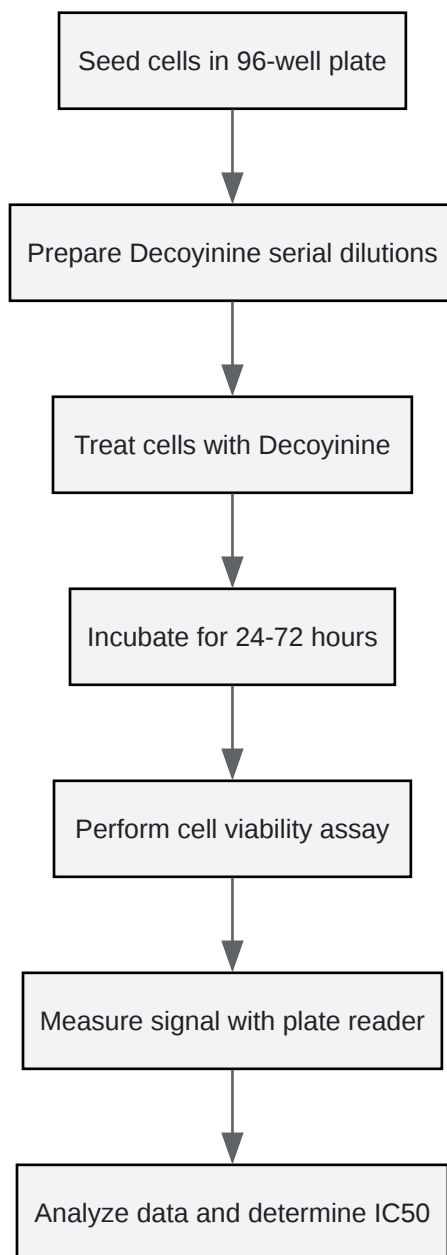 Seed cells in 96-well plate
Prepare Decoyinine serial dilutions
Treat cells with Decoyinine
Incubate for 24-72 hours
Perform cell viability assay
Measure signal with plate reader
Analyze data and determine IC50